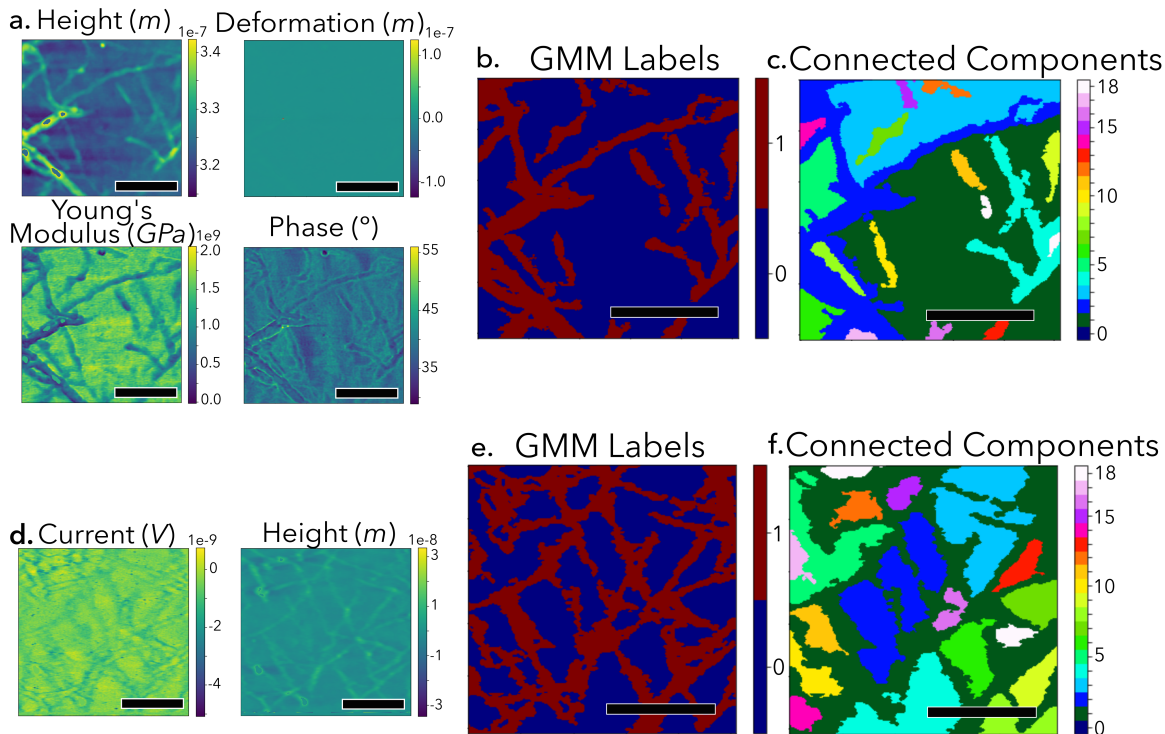 a. Height (m)
1e-7
3.4
3.3
3.2
Deformation (m)
1e-7
1.0
0.0
-1.0
Young's
Modulus (GPa)
1e9
2.0
1.5
1.0
0.5
0.0
Phase (°)
55
45
35
b. GMM Labels
1
0
c. Connected Components
18
15
10
5
0
d. Current (V)
1e-9
0
-2
-4
Height (m)
1e-8
3
1
-1
-3
e. GMM Labels
1
0
f. Connected Components
18
15
10
5
0